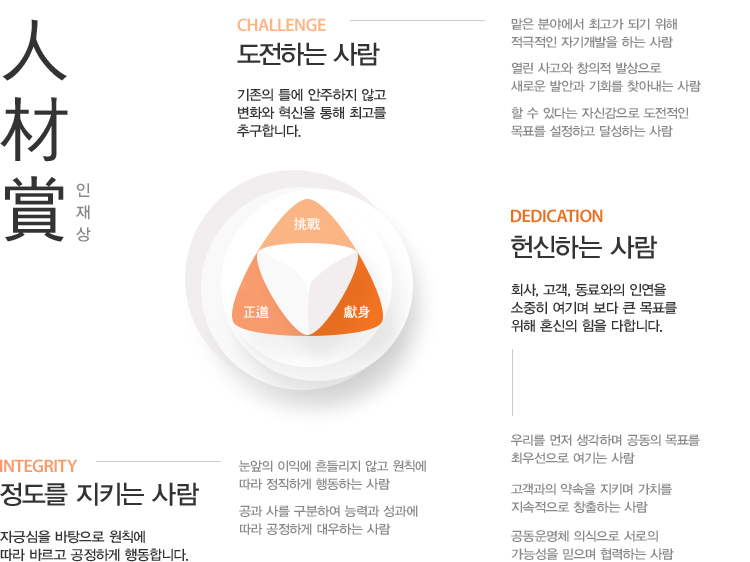 人
材
賞
인
재
상
CHALLENGE
도전하는 사람
기존의 틀에 안주하지 않고
변화와 혁신을 통해 최고를
추구합니다.
맡은 분야에서 최고가 되기 위해
적극적인 자기개발을 하는 사람
열린 사고와 창의적 발상으로
새로운 발안과 기회를 찾아내는 사람
할 수 있다는 자신감으로 도전적인
목표를 설정하고 달성하는 사람
挑戰
正道
獻身
DEDICATION
헌신하는 사람
회사, 고객, 동료와의 인연을
소중히 여기며 보다 큰 목표를
위해 혼신의 힘을 다합니다.
우리를 먼저 생각하며 공동의 목표를
최우선으로 여기는 사람
고객과의 약속을 지키며 가치를
지속적으로 창출하는 사람
공동운명체 의식으로 서로의
가능성을 믿으며 협력하는 사람
INTEGRITY
정도를 지키는 사람
자긍심을 바탕으로 원칙에
따라 바르고 공정하게 행동합니다.
눈앞의 이익에 흔들리지 않고 원칙에
따라 정직하게 행동하는 사람
공과 사를 구분하여 능력과 성과에
따라 공정하게 대우하는 사람